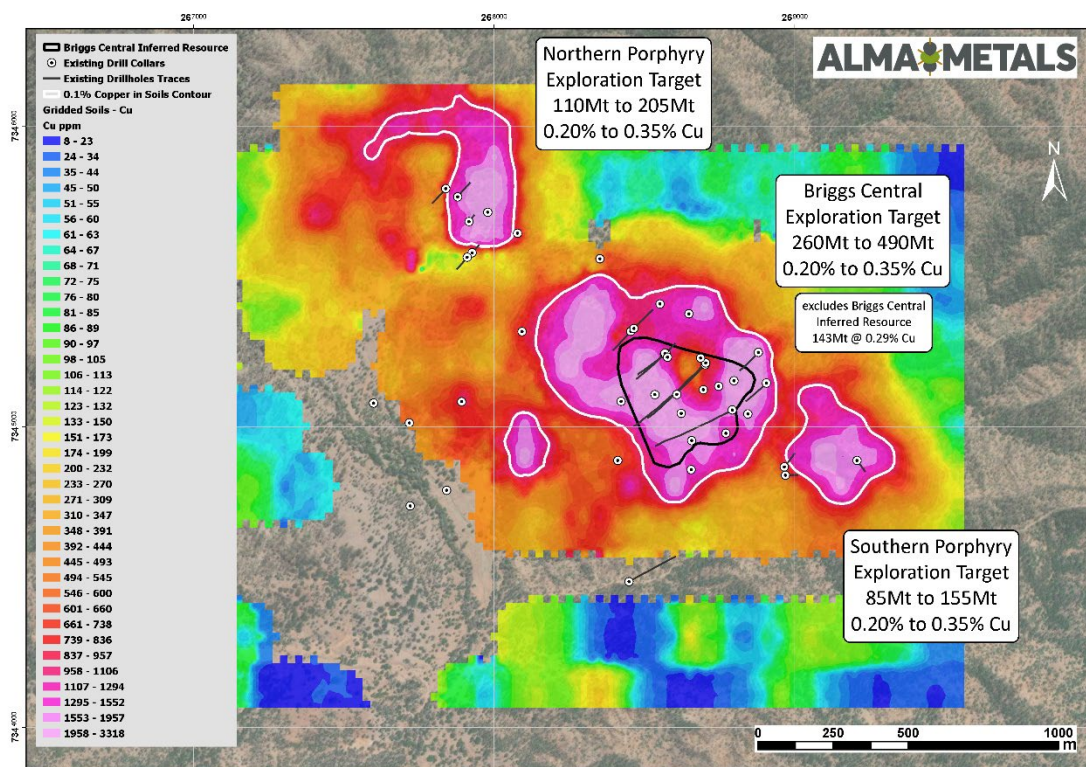 267000
268000
269000
7346000
7345000
7344000
Briggs Central Inferred Resource
Existing Drill Collars
Existing Drillholes Traces
0.1% Copper in Soils Contour
Gridded Soils - Cu
Cu ppm
8 - 23
24 - 34
35 - 44
45 - 50
51 - 55
56 - 60
61 - 63
64 - 67
68 - 71
72 - 75
76 - 80
81 - 85
86 - 89
90 - 97
98 - 105
106 - 113
114 - 122
123 - 132
133 - 150
151 - 173
174 - 199
200 - 232
233 - 270
271 - 309
310 - 347
348 - 391
392 - 444
445 - 493
494 - 545
546 - 600
601 - 660
661 - 738
739 - 836
837 - 957
958 - 1106
1107 - 1294
1295 - 1552
1553 - 1957
1958 - 3318
Northern Porphyry
Exploration Target
110Mt to 205Mt
0.20% to 0.35% Cu
ALMA METALS
N
Briggs Central
Exploration Target
260Mt to 490Mt
0.20% to 0.35% Cu
excludes Briggs Central
Inferred Resource
143Mt @ 0.29% Cu
Southern Porphyry
Exploration Target
85Mt to 155Mt
0.20% to 0.35% Cu
0 250 500 1000
m